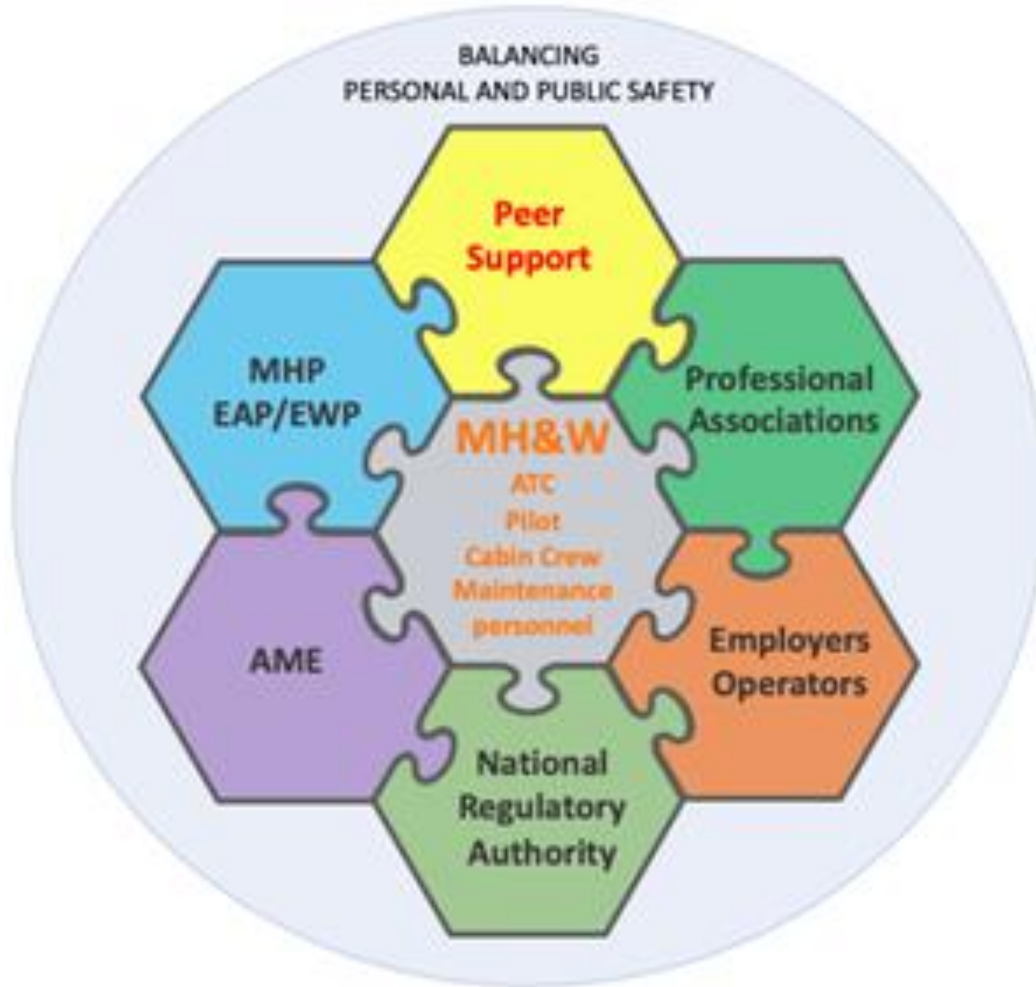 BALANCING
PERSONAL AND PUBLIC SAFETY
Peer
Support
MHP
EAP/EWP
Professional
Associations
MH&W
ATC
Pilot
Cabin Crew
Maintenance
personnel
AME
Employers
Operators
National
Regulatory
Authority